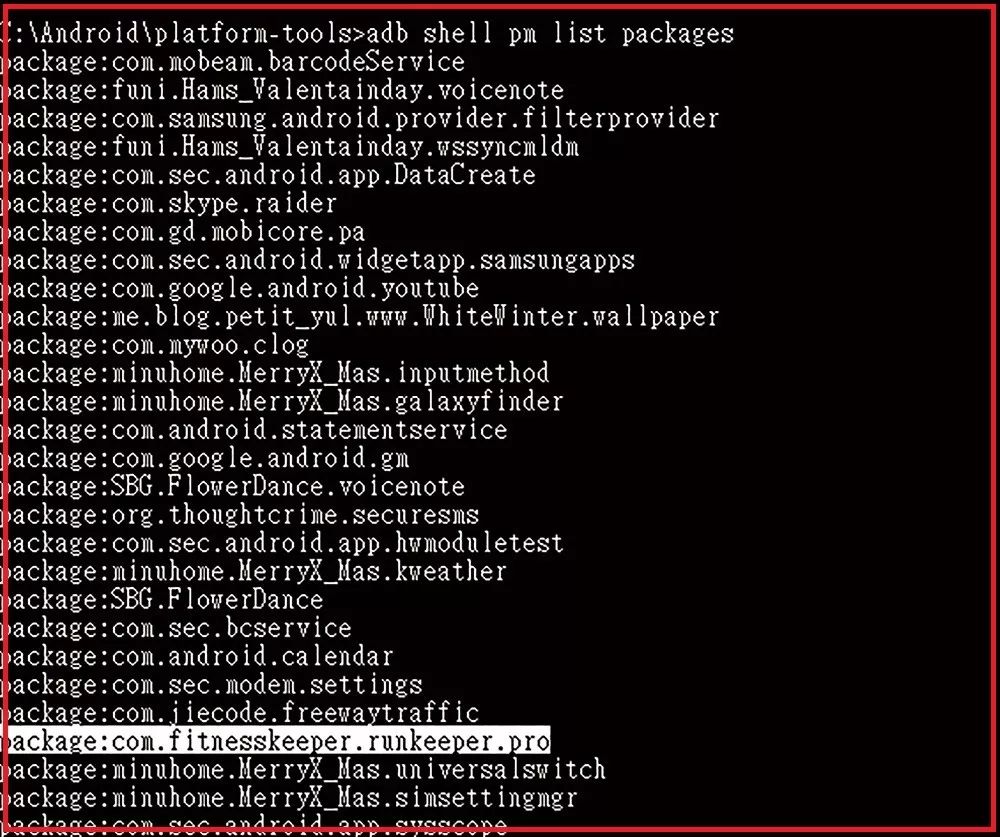 C:\Android\platform-tools>adb shell pm list packages
package:com.mobeam.barcodeService
package:funi.Hams_Valentainday.voicenote
package:com.samsung.android.provider.filterprovider
package:funi.Hams_Valentainday.wssyncmldm
package:com.sec.android.app.DataCreate
package:com.skype.raider
package:com.gd.mobicore.pa
package:com.sec.android.widgetapp.samsungapps
package:com.google.android.youtube
package:me.blog.petit_yul.www.WhiteWinter.wallpaper
package:com.mywoo.clog
package:minuhome.MerryX_Mas.inputmethod
package:minuhome.MerryX_Mas.galaxyfinder
package:com.android.statementservice
package:com.google.android.gm
package:SBG.FlowerDance.voicenote
package:org.thoughtcrime.securesms
package:com.sec.android.app.hwmoduletest
package:minuhome.MerryX_Mas.kweather
package:SBG.FlowerDance
package:com.sec.bcservice
package:com.android.calendar
package:com.sec.modem.settings
package:com.jiecode.freewaytraffic
package:com.fitnesskeeper.runkeeper.pro
package:minuhome.MerryX_Mas.universalswitch
package:minuhome.MerryX_Mas.simsettingmgr
package:com.sec.android.app.sysscope